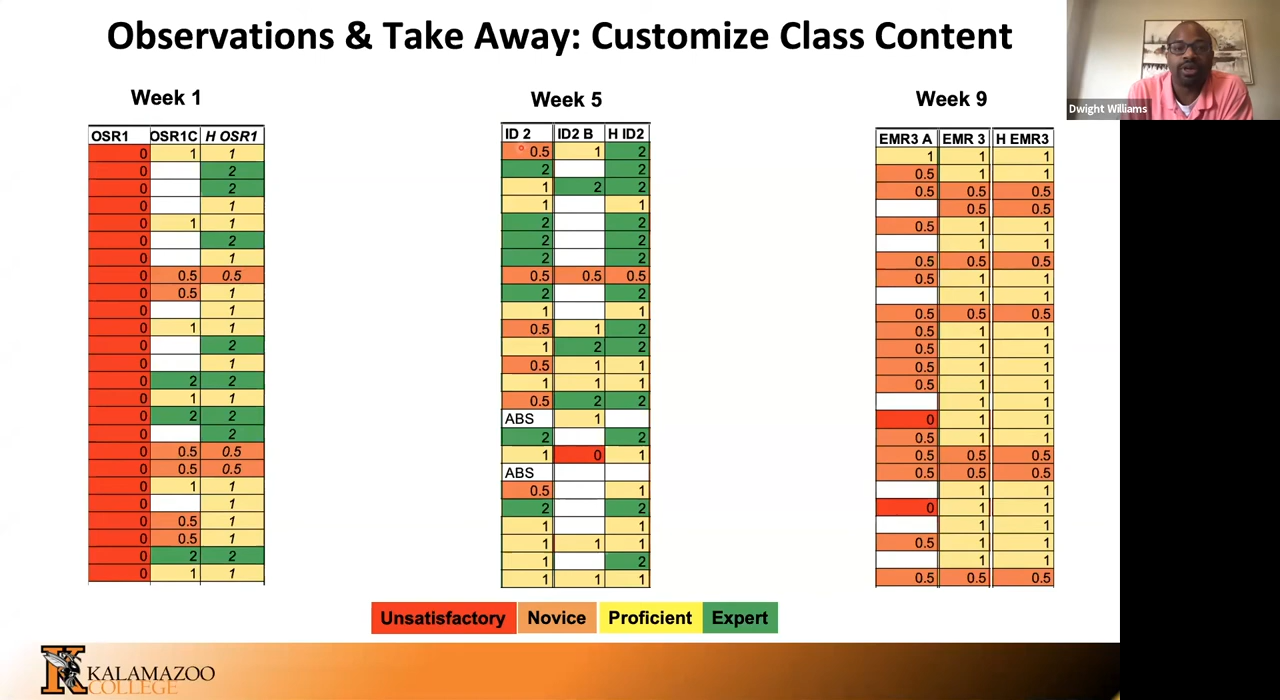 Observations & Take Away: Customize Class Content
Dwight Williams
Week 1
OSR1 OSR1C H OSR1
0 1 1
0 2
0 2
0 1
0 1 1
0 2
0 1
0 0.5 0.5
0 0.5 1
0 1
0 1 1
0 2
0 1
0 2 2
0 1 1
0 2 2
0 2
0 0.5 0.5
0 0.5 0.5
0 1 1
0 1
0 0.5 1
0 0.5 1
0 2 2
0 1 1
Week 5
ID 2 ID2 B H ID2
0.5 1 2
2 2
1 2 2
1 1
2 2
2 2
2 2
0.5 0.5 0.5
2 2
1 1
0.5 1 2
1 2 2
0.5 1 1
1 1 1
0.5 2 2
ABS 1
2 2
1 0 1
ABS
0.5 1
2 2
1 1
1 1 1
1 2
1 1 1
Week 9
EMR3 A EMR 3 H EMR3
1 1 1
0.5 1 1
0.5 0.5 0.5
0.5 0.5
0.5 1 1
1 1
0.5 0.5 0.5
0.5 1 1
1 1
0.5 0.5 0.5
0.5 1 1
0.5 1 1
0.5 1 1
0.5 1 1
1 1
0 1 1
0.5 1 1
0.5 0.5 0.5
0.5 0.5 0.5
1 1
0 1 1
1 1
0.5 1 1
1 1
0.5 0.5 0.5
Unsatisfactory Novice Proficient Expert
K KALAMAZOO
COLLEGE